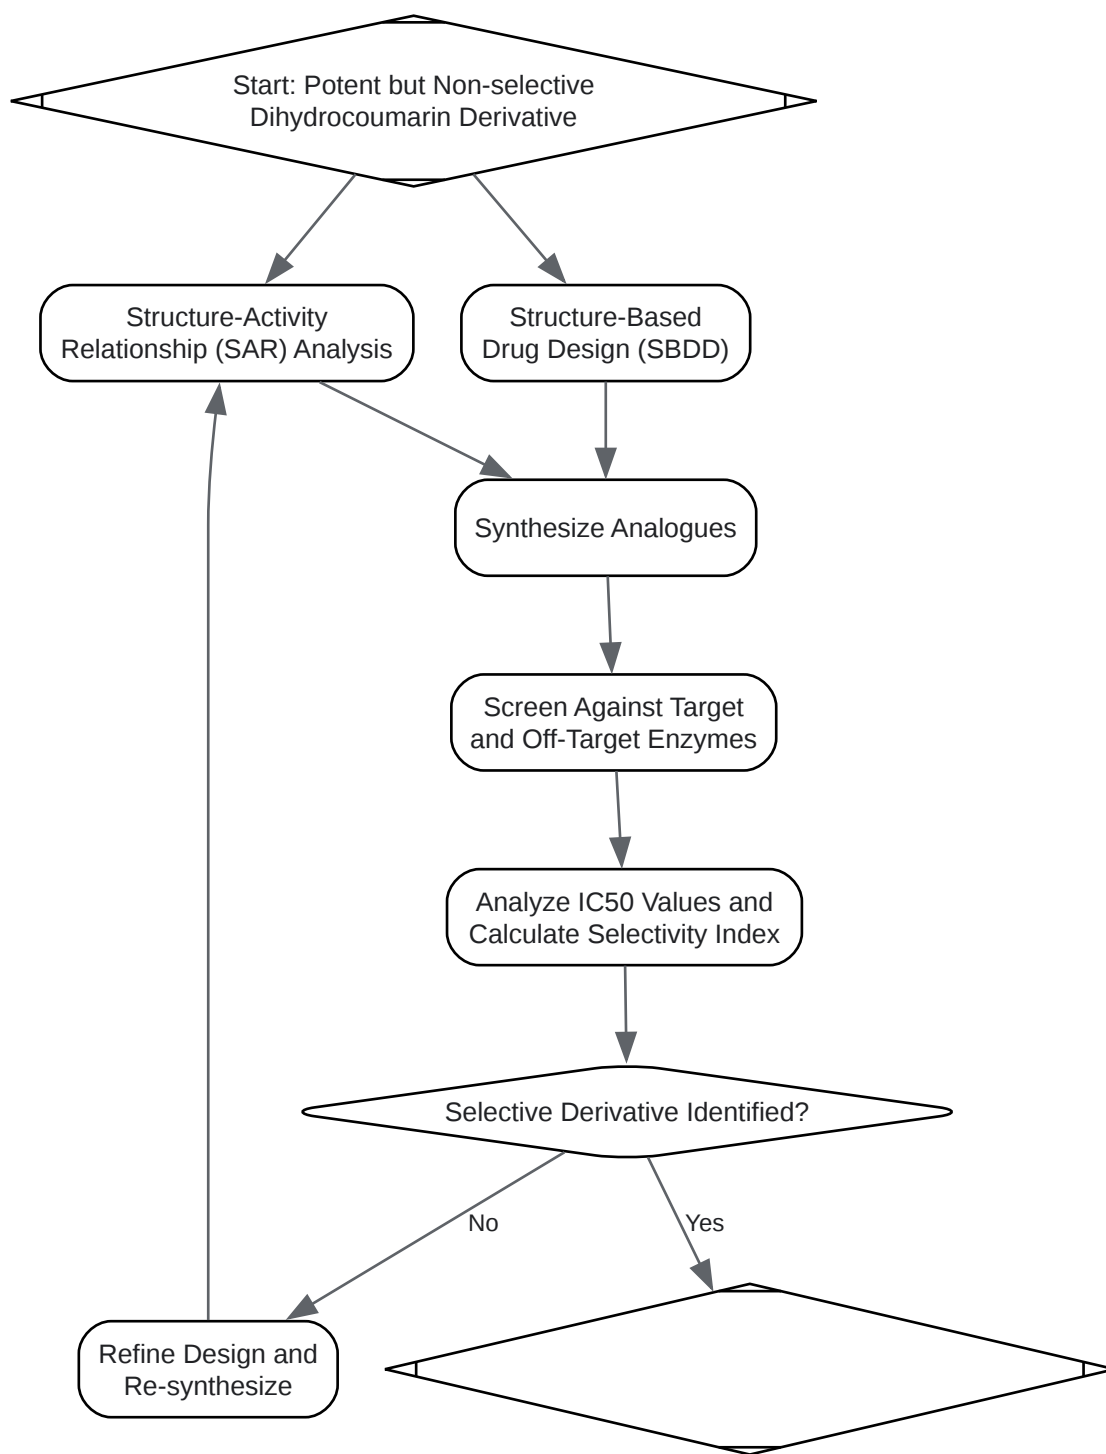 Start: Potent but Non-selective
Dihydrocoumarin Derivative
Structure-Activity
Relationship (SAR) Analysis
Structure-Based
Drug Design (SBDD)
Synthesize Analogues
Screen Against Target
and Off-Target Enzymes
Analyze IC50 Values and
Calculate Selectivity Index
Selective Derivative Identified?
No
Yes
Refine Design and
Re-synthesize